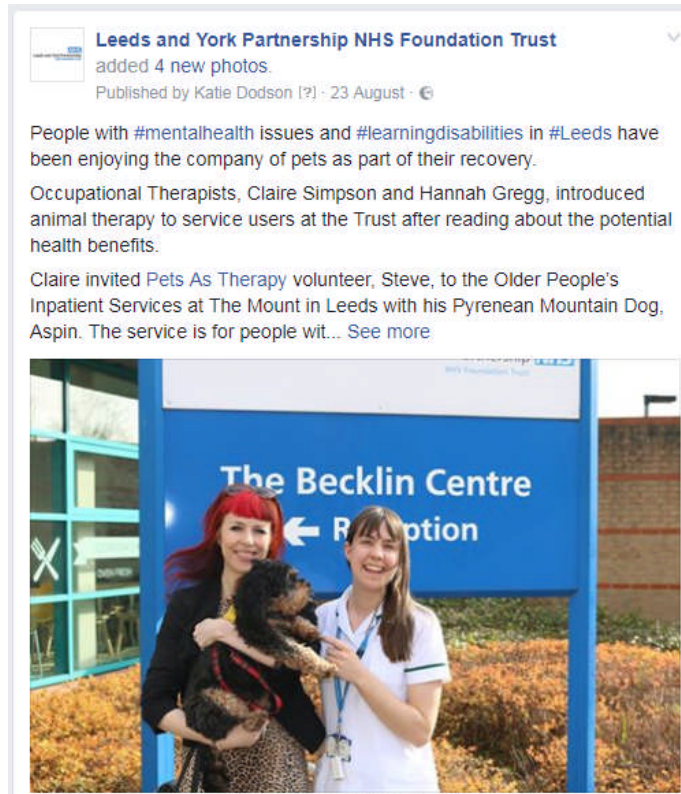 Leeds and York Partnership NHS Foundation Trust
added 4 new photos.
Published by Katie Dodson [?] · 23 August ·
People with #mentalhealth issues and #learningdisabilities in #Leeds have
been enjoying the company of pets as part of their recovery.
Occupational Therapists, Claire Simpson and Hannah Gregg, introduced
animal therapy to service users at the Trust after reading about the potential
health benefits.
Claire invited Pets As Therapy volunteer, Steve, to the Older People's
Inpatient Services at The Mount in Leeds with his Pyrenean Mountain Dog,
Aspin. The service is for people wit... See more
NHS
NHS Foundation Trust
The Becklin Centre
← R ption